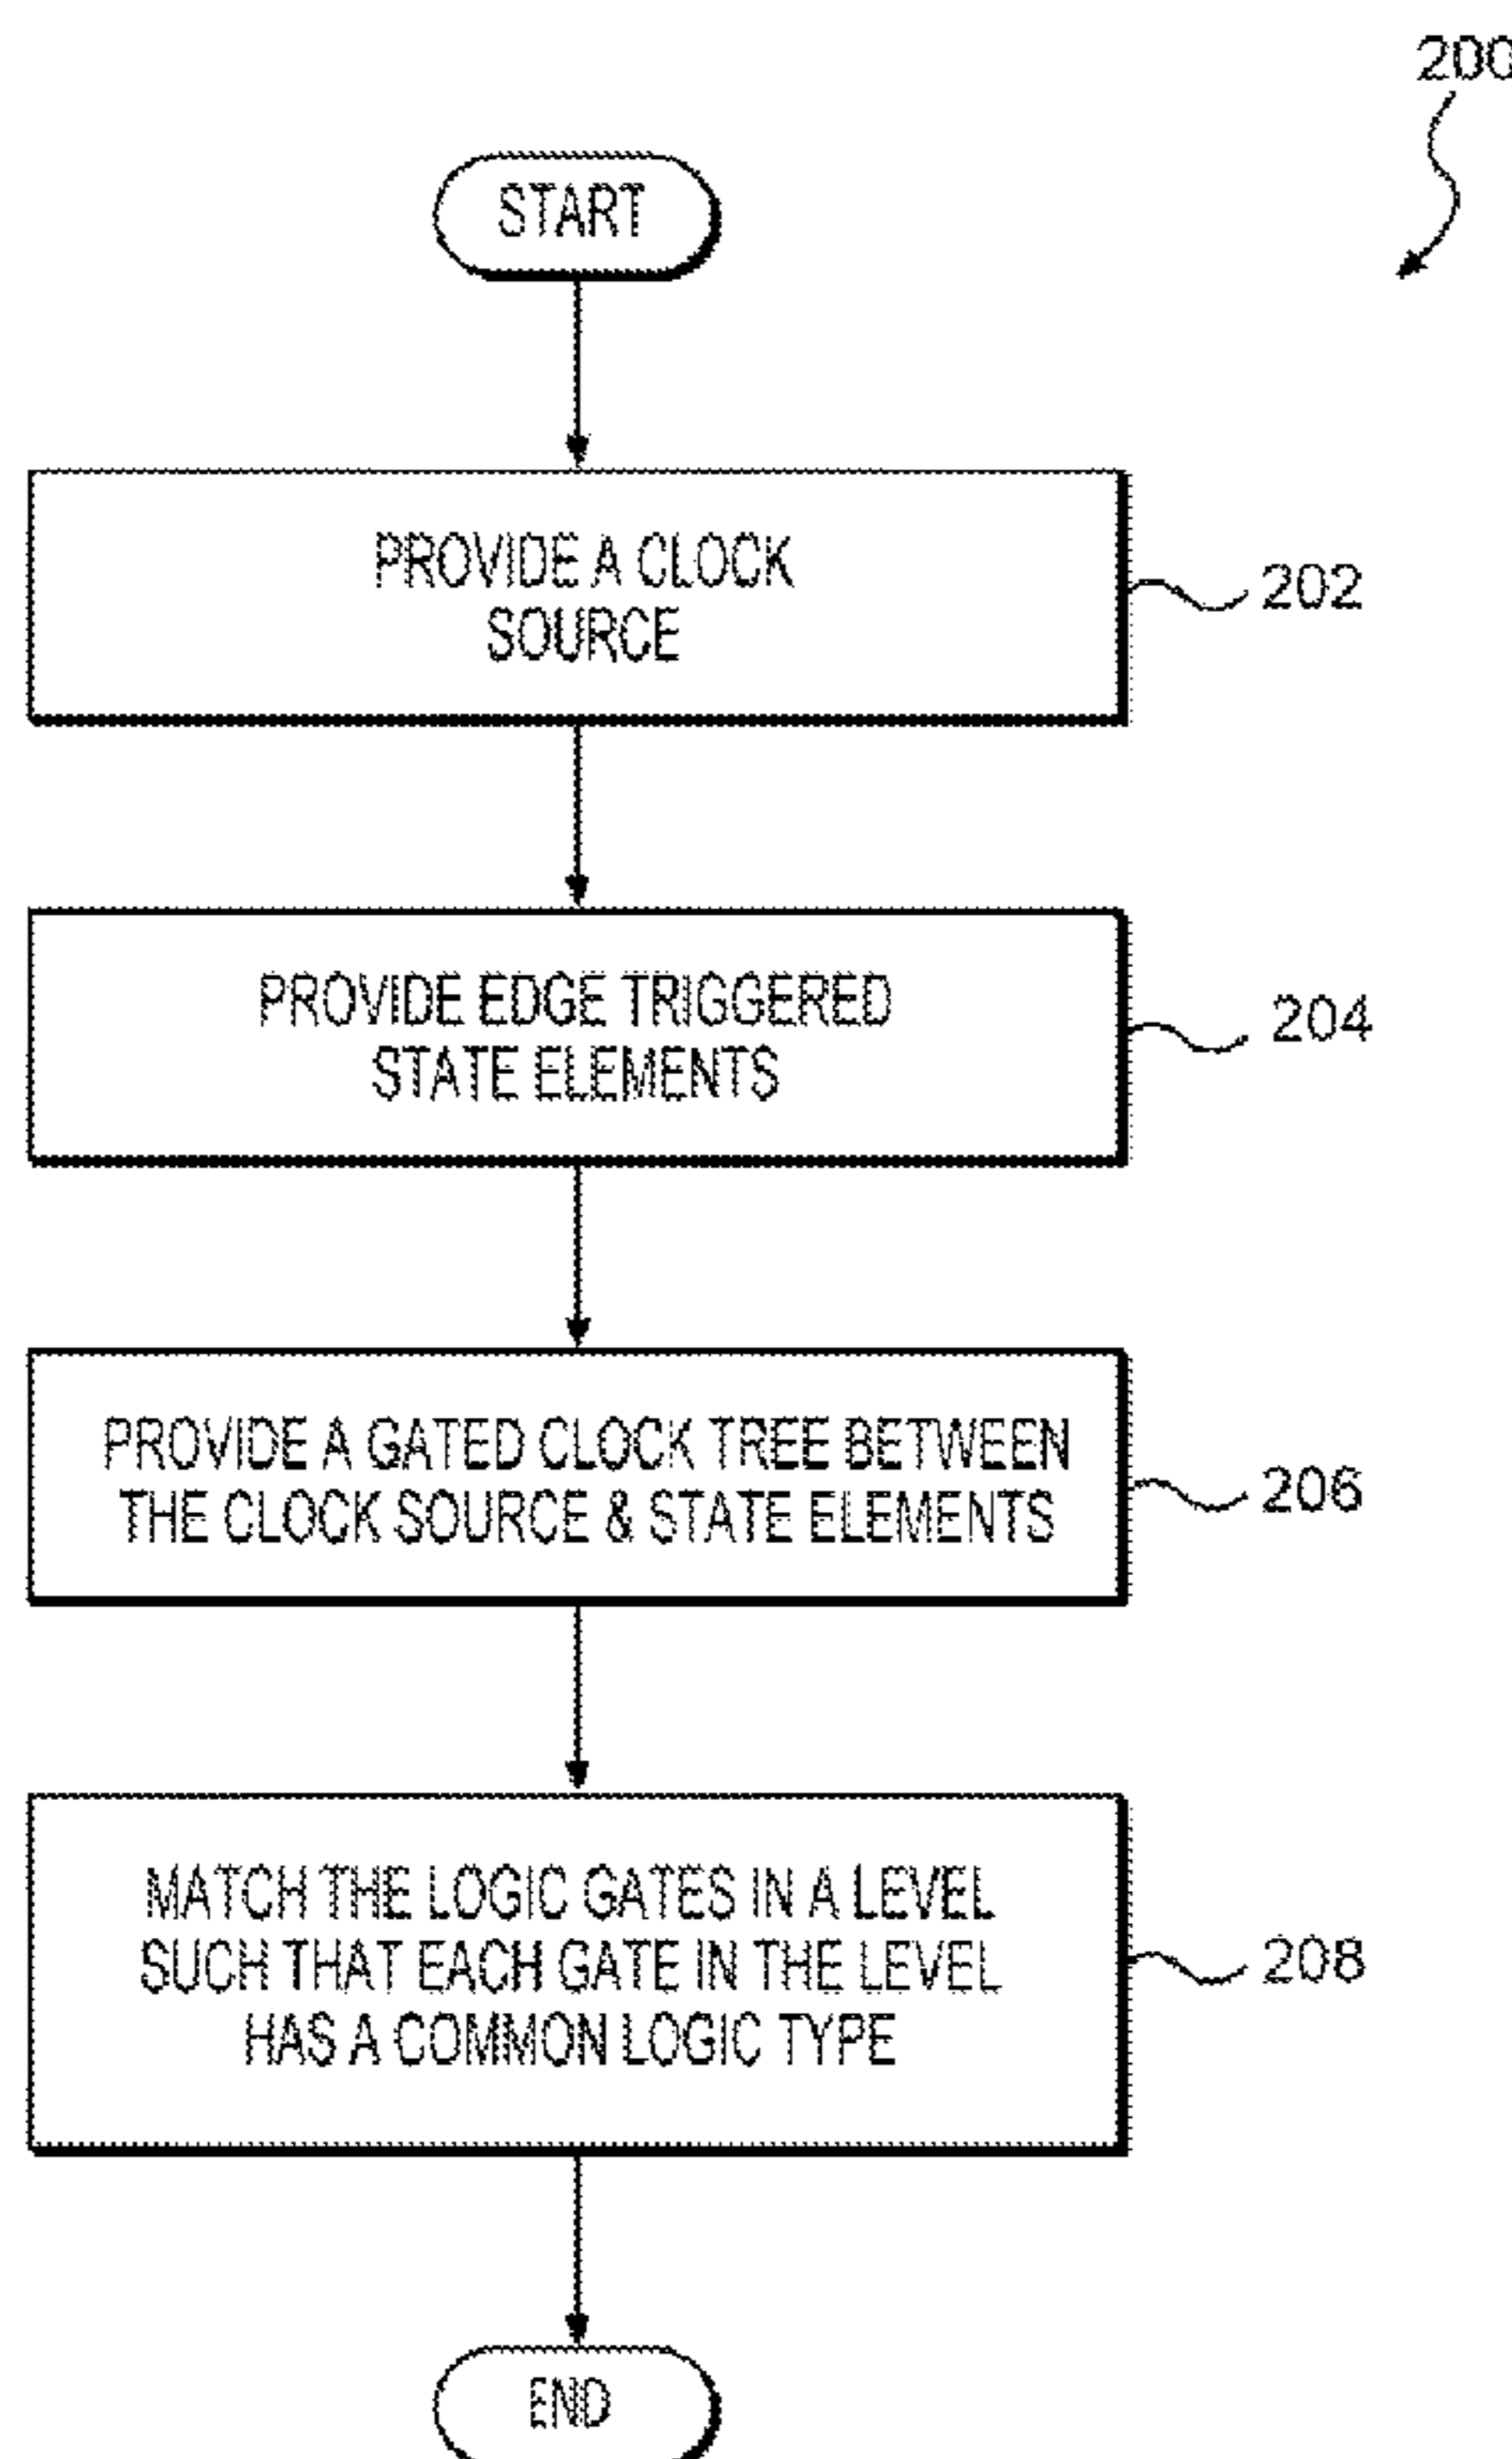 200
START
PROVIDE A CLOCK
SOURCE
202
PROVIDE EDGE TRIGGERED
STATE ELEMENTS
204
PROVIDE A GATED CLOCK TREE BETWEEN
THE CLOCK SOURCE & STATE ELEMENTS
206
MATCH THE LOGIC GATES IN A LEVEL
SUCH THAT EACH GATE IN THE LEVEL
HAS A COMMON LOGIC TYPE
208
END